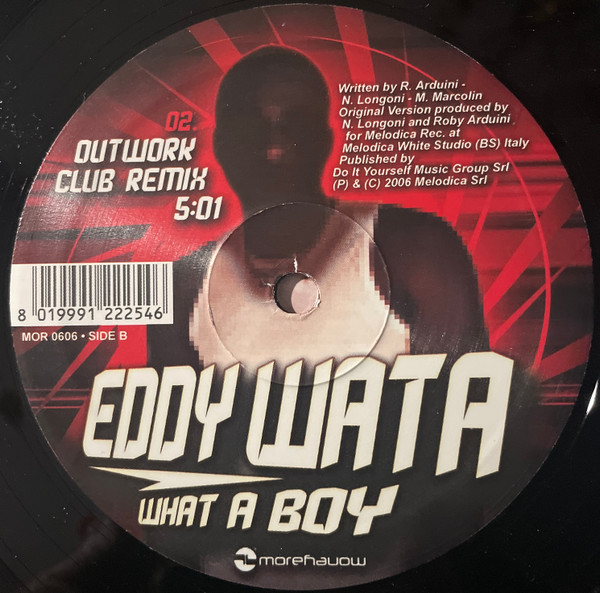 02.
OUTWORK
CLUB REMIX
5:01
Written by R. Arduini -
N. Longoni - M. Marcolin
Original Version produced by
N. Longoni and Roby Arduini
for Melodica Rec. at
Melodica White Studio (BS) Italy
Published by
Do It Yourself Music Group Srl
(P) & (C) 2006 Melodica Srl
8 019991 222546
MOR 0606 • SIDE B
EDDY WATA
WHAT A BOY
morehavow